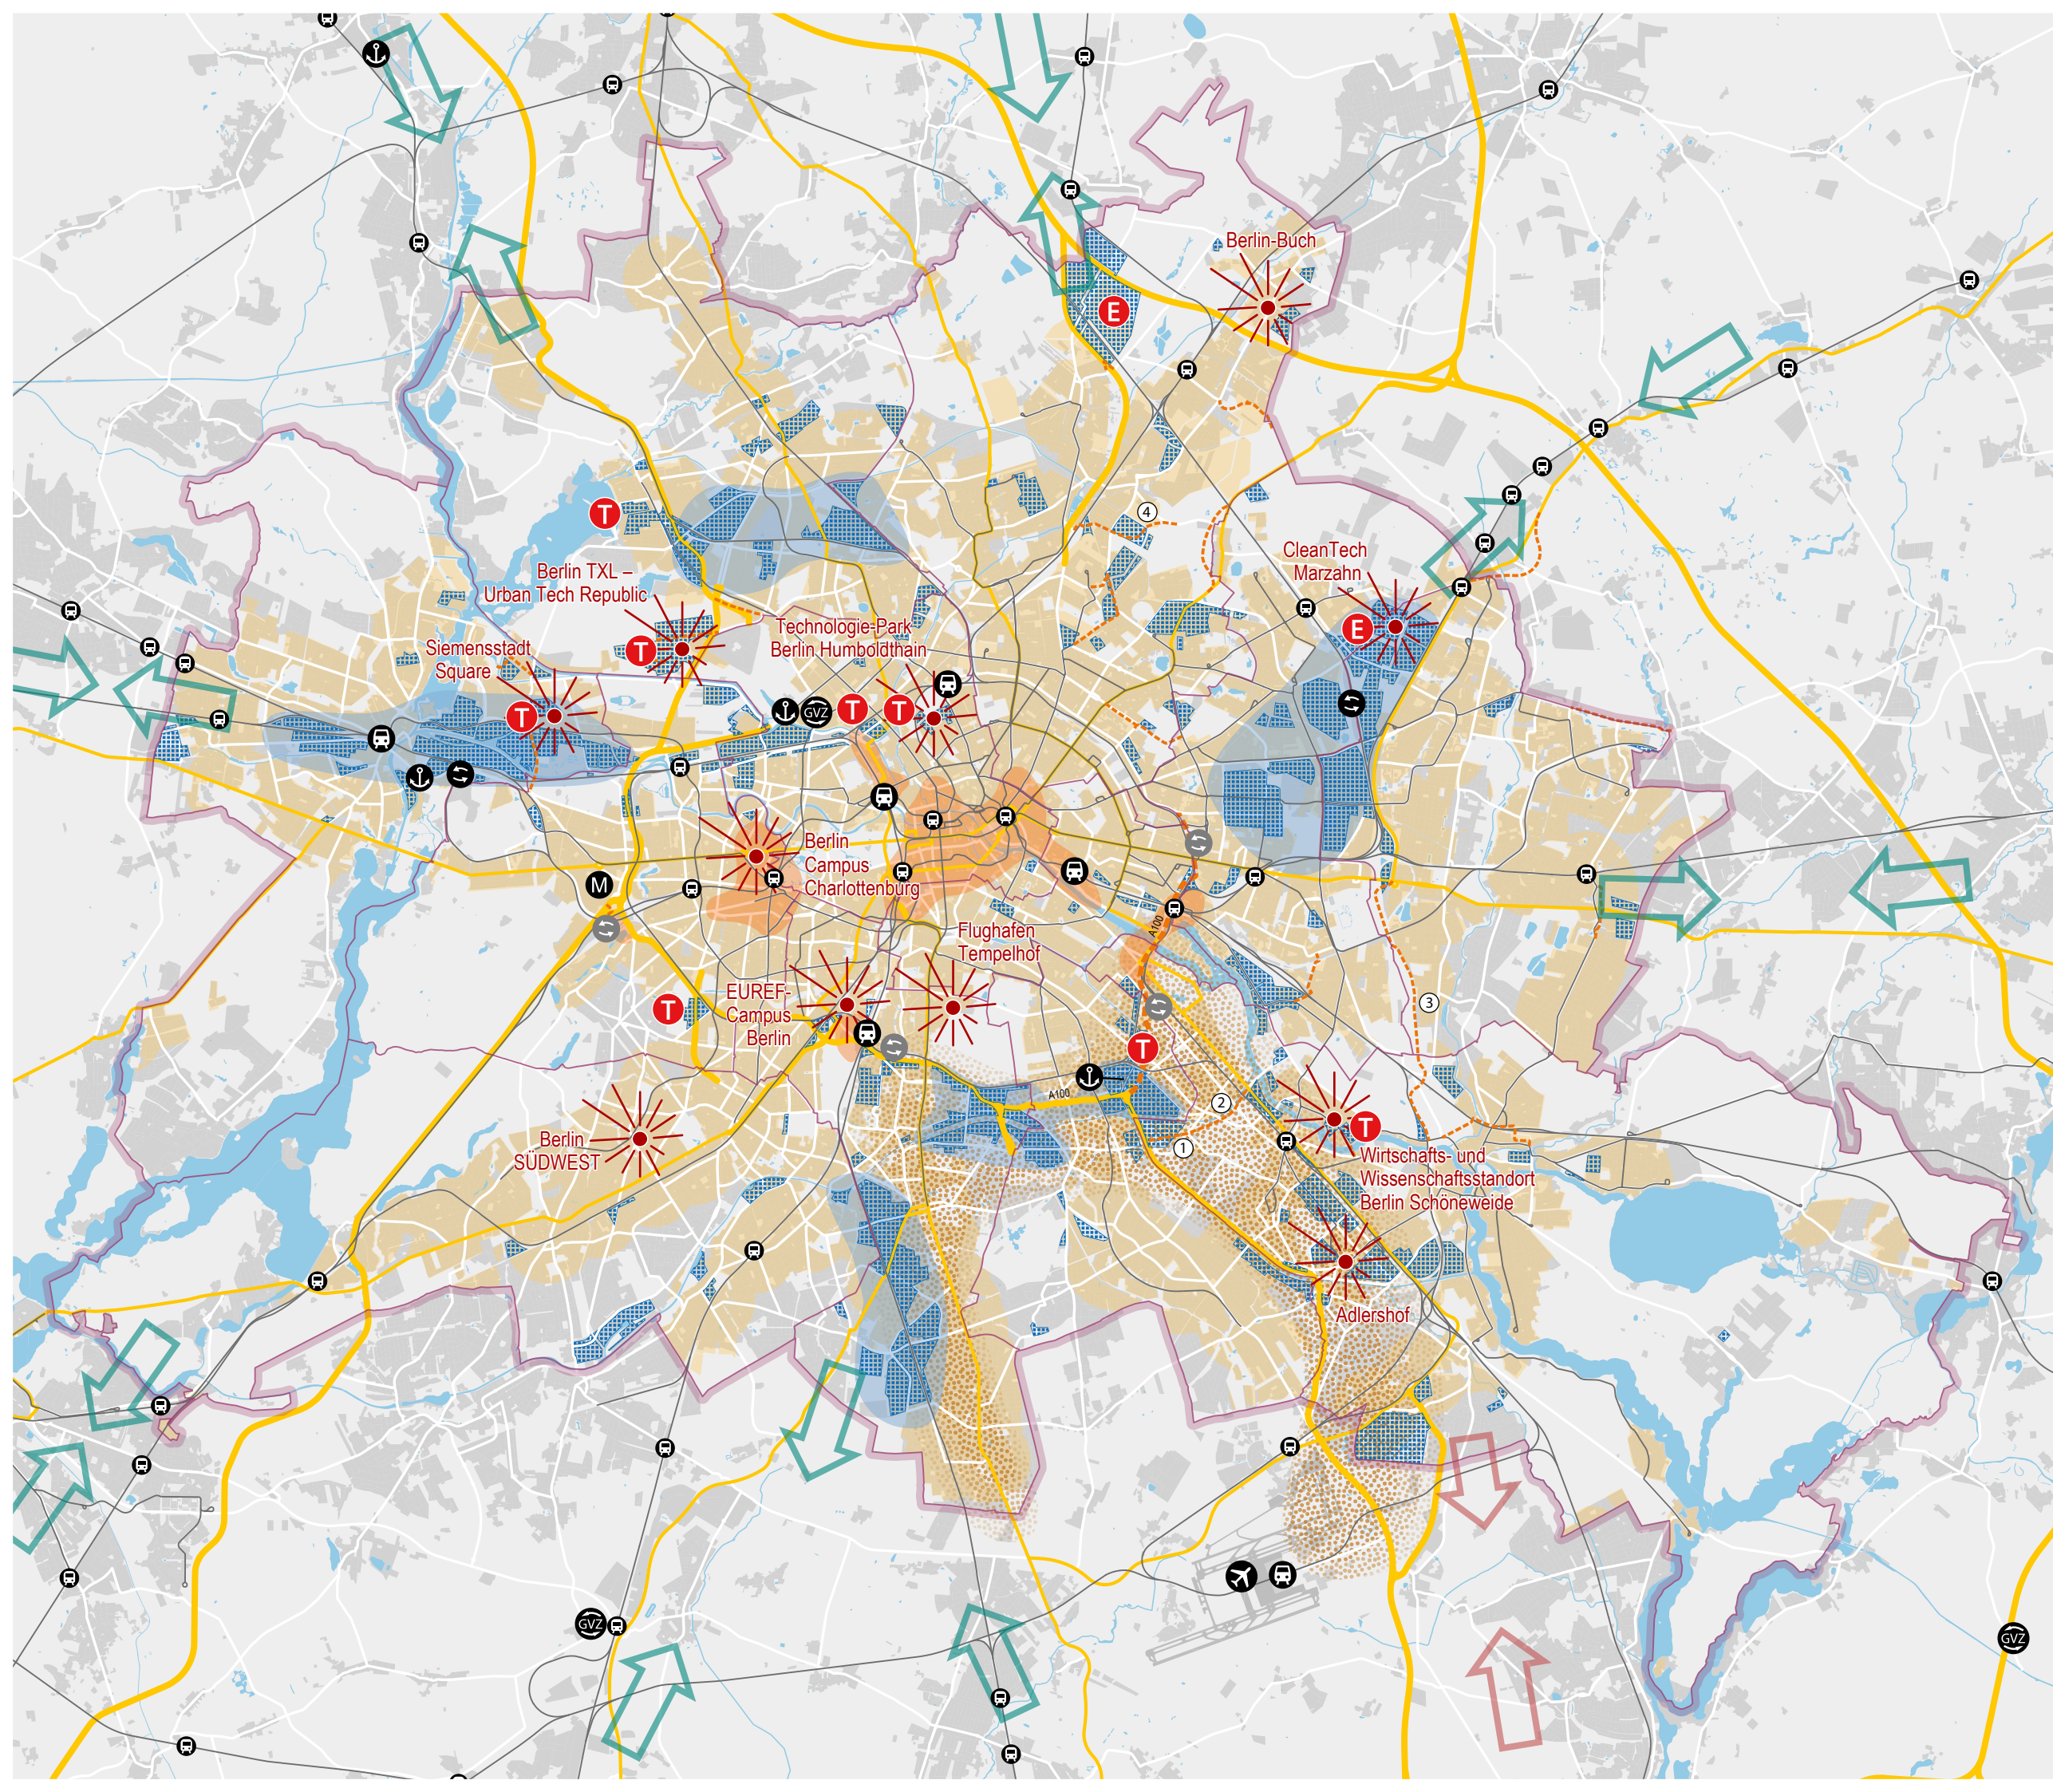 Berlin-Buch
E
T
4
CleanTech
Marzahn
Berlin TXL –
Urban Tech Republic
E
Technologie-Park
Berlin Humboldthain
Siemensstadt
Square
T
T
GVZ
T
T
Berlin
Campus
Charlottenburg
M
A100
Flughafen
Tempelhof
EUREF-
Campus
Berlin
T
3
T
A100
2
1
T
Berlin
SÜDWEST
Wirtschafts- und
Wissenschaftsstandort
Berlin Schöneweide
Adlershof
GVZ
GVZ